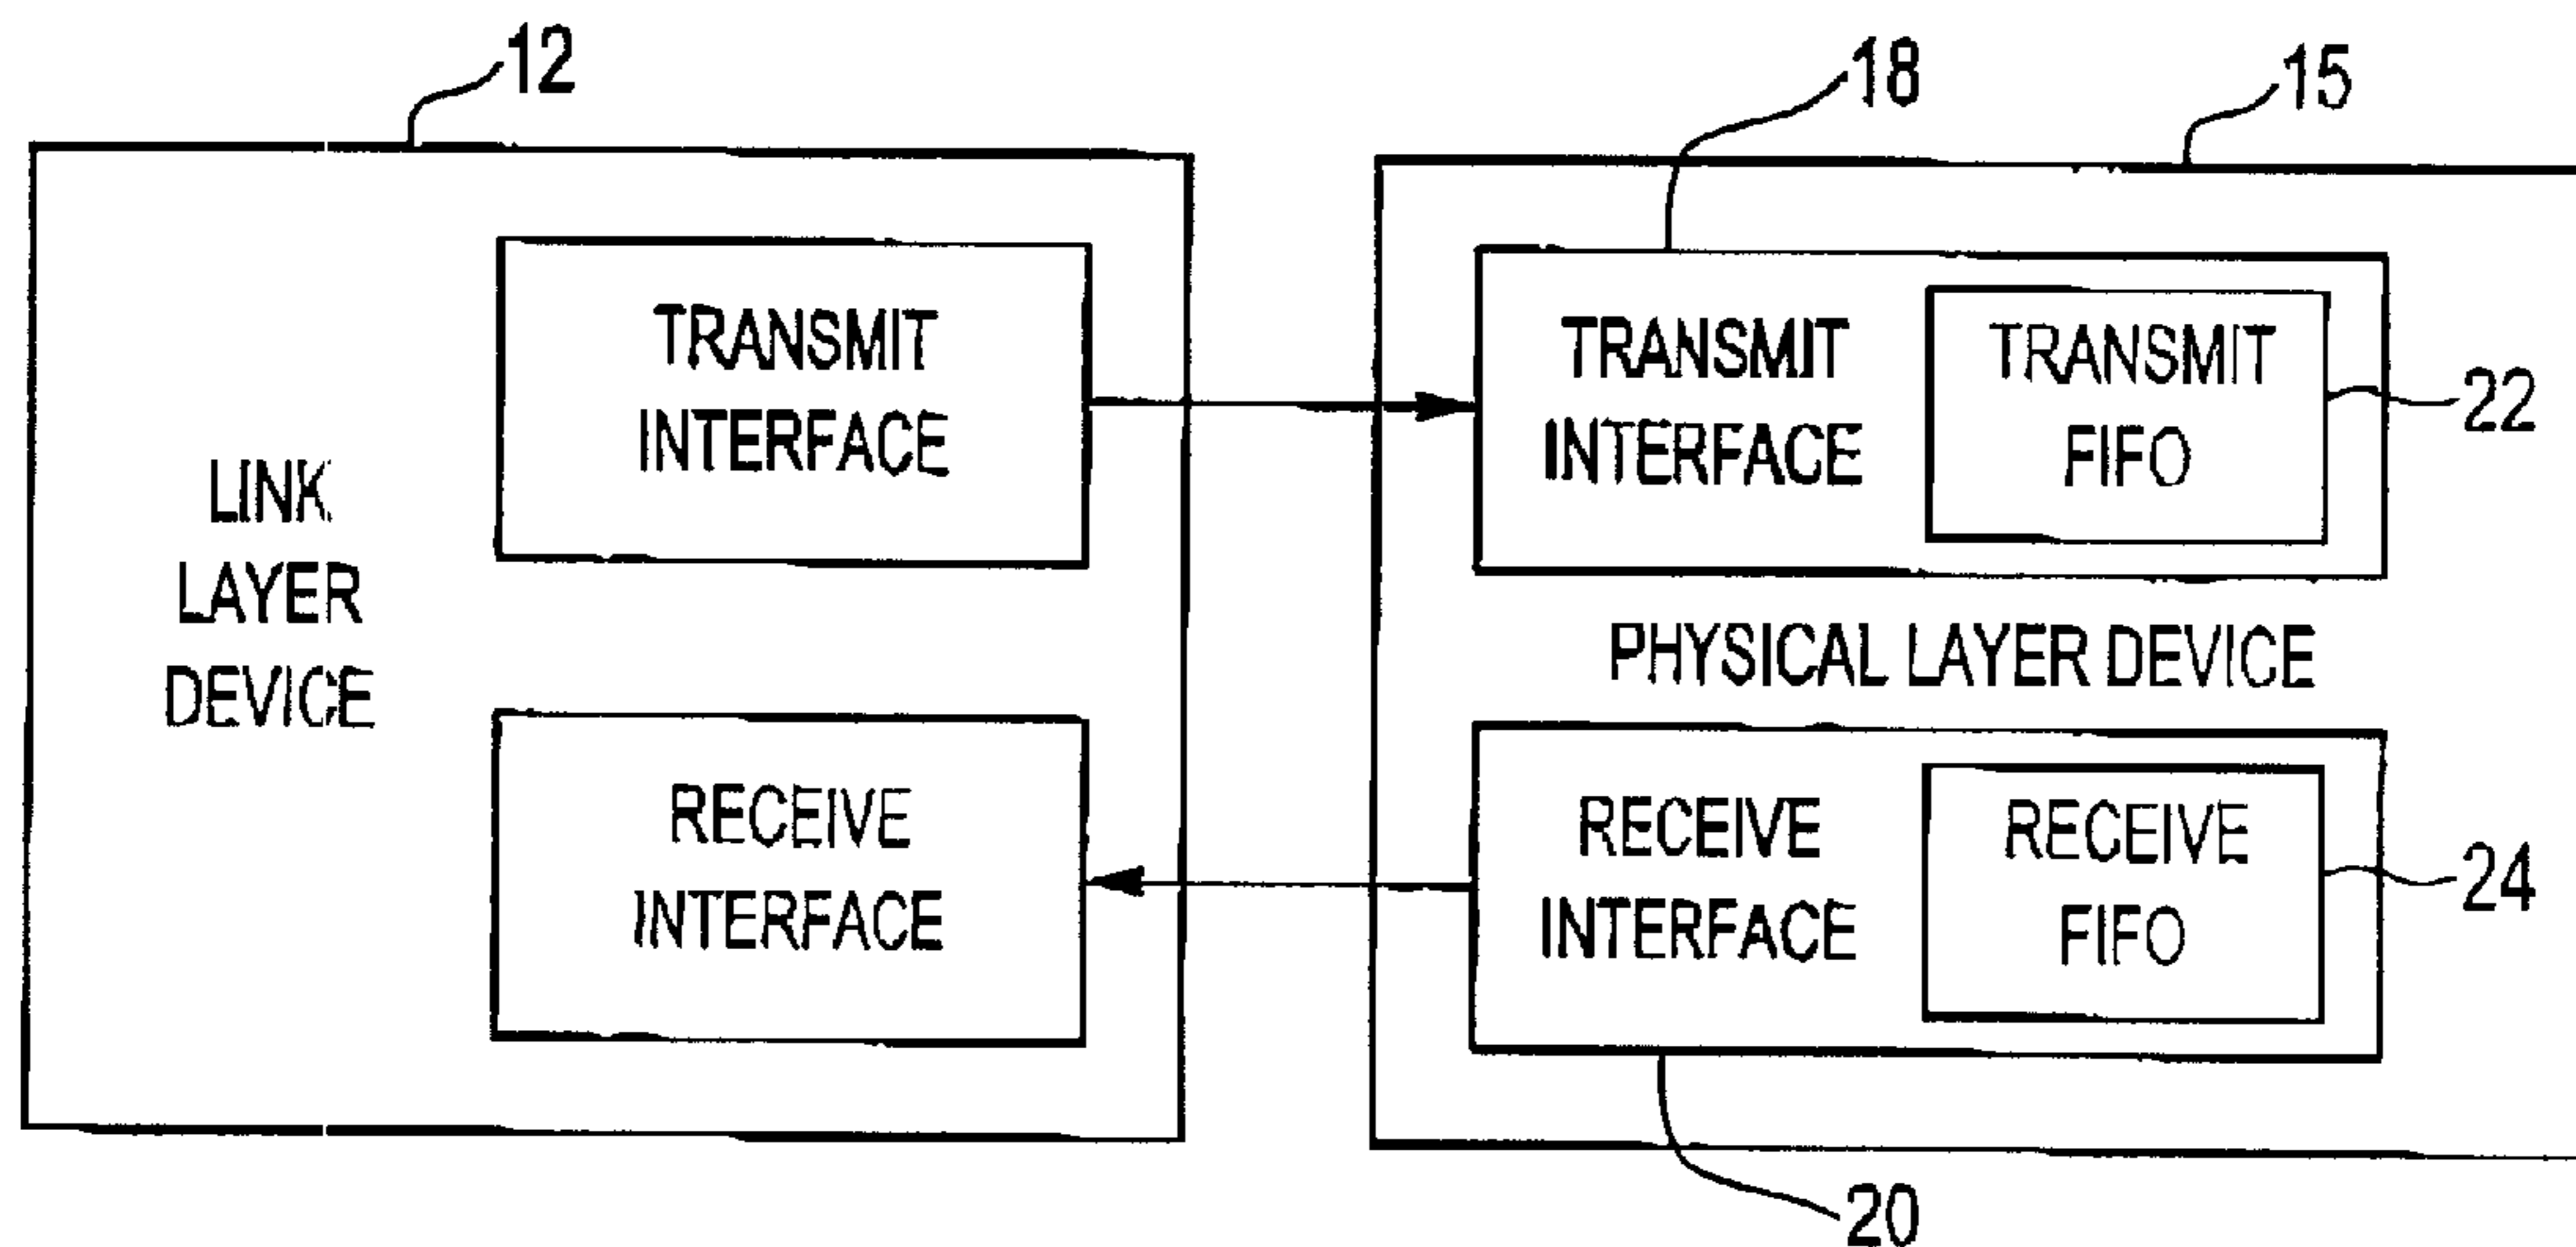 12
18
15
LINK
LAYER
DEVICE
TRANSMIT
INTERFACE
RECEIVE
INTERFACE
TRANSMIT
INTERFACE
TRANSMIT
FIFO
22
PHYSICAL LAYER DEVICE
RECEIVE
INTERFACE
RECEIVE
FIFO
24
20